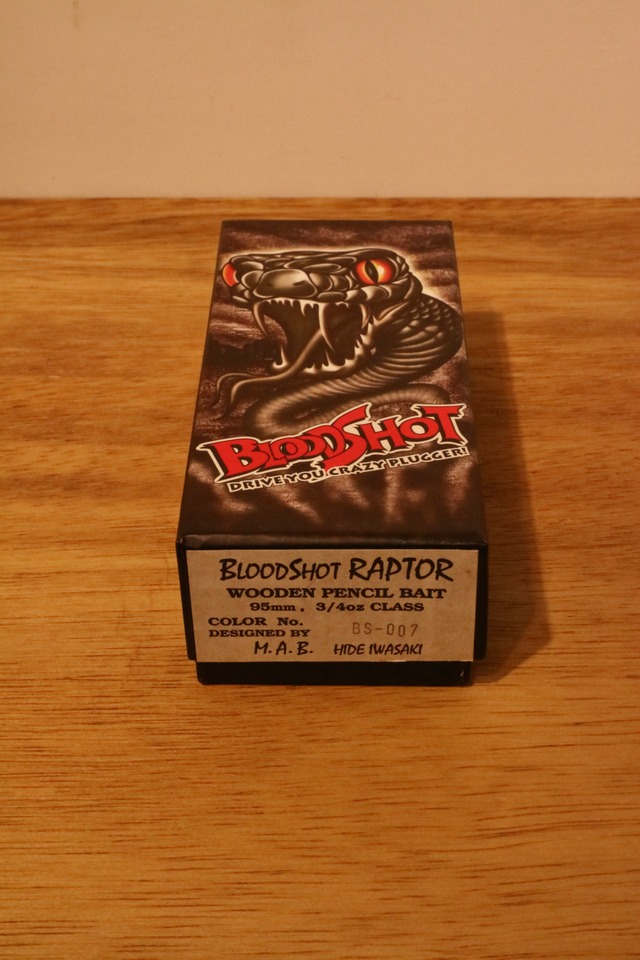 BLOODSHOT
DRIVE YOU CRAZY PLUGGER!
BLOODSHOT RAPTOR
WOODEN PENCIL BAIT
95mm, 3/4oz CLASS
COLOR No. BS-007
DESIGNED BY
M.A.B. HIDE IWASAKI